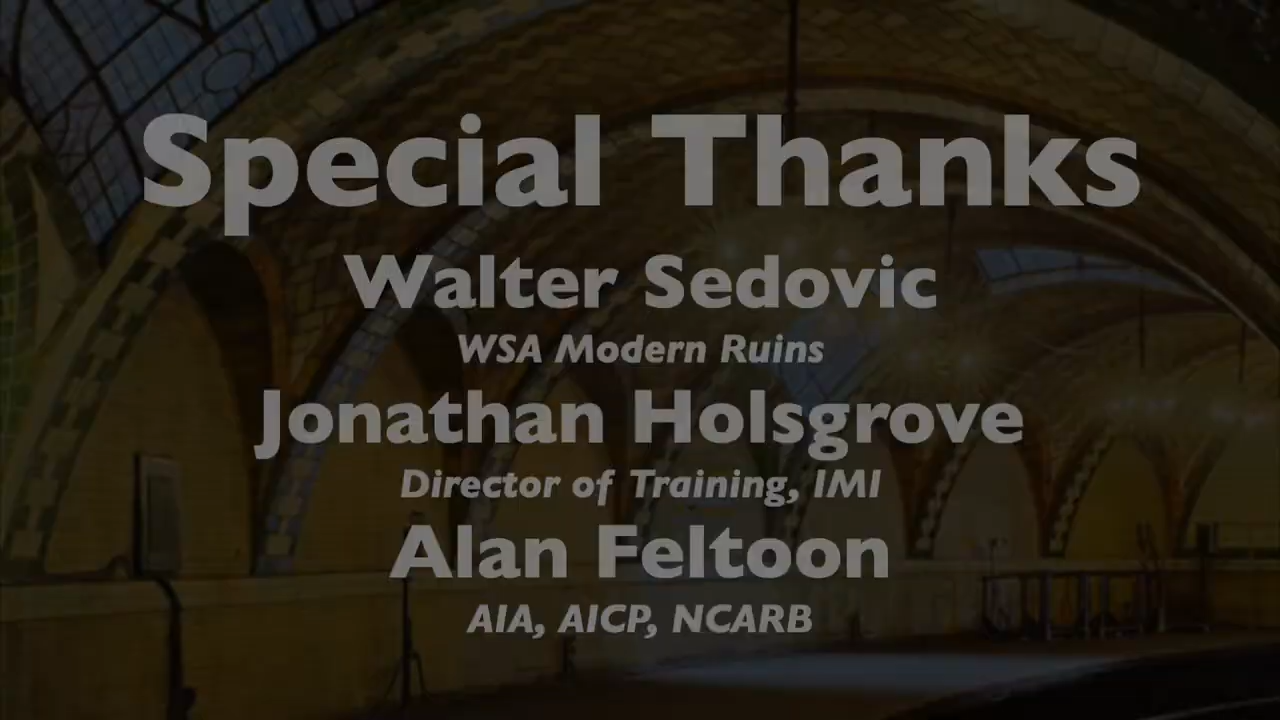 Special Thanks
Walter Sedovic
WSA Modern Ruins
Jonathan Holsgrove
Director of Training, IMI
Alan Feltoon
AIA, AICP, NCARB